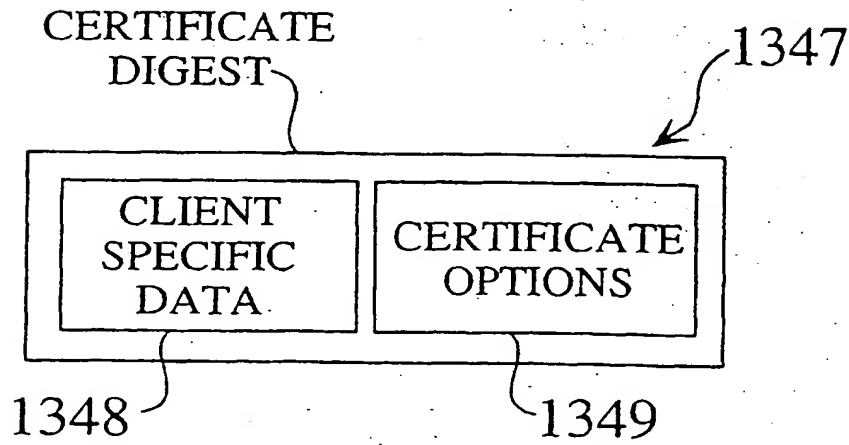 CERTIFICATE
DIGEST
1347
CLIENT
SPECIFIC
DATA
CERTIFICATE
OPTIONS
1348
1349